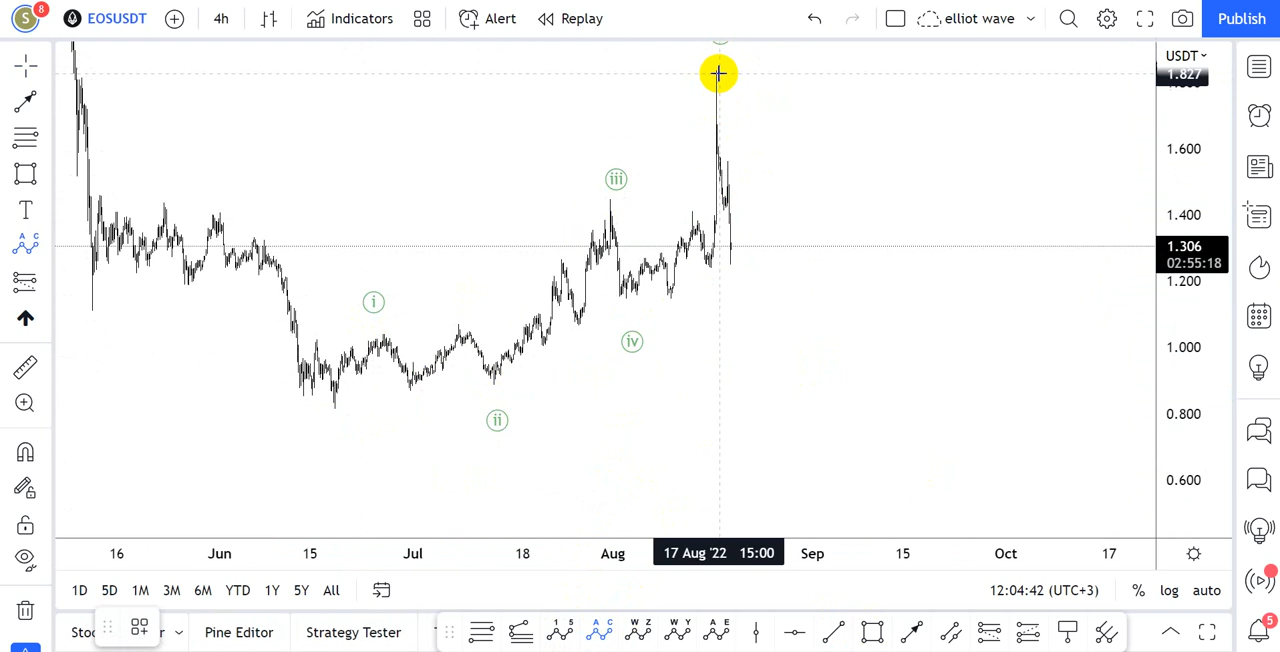 S 8 EOSUSDT 4h Indicators Alert Replay elliot wave Publish
USDT
1.827
1.600
iii
1.400
1.306
02:55:18
1.200
i
iv
1.000
ii
0.800
0.600
16 Jun 15 Jul 18 Aug 17 Aug '22 15:00 Sep 15 Oct 17
1D 5D 1M 3M 6M YTD 1Y 5Y All 12:04:42 (UTC+3) % log auto
Pine Editor Strategy Tester
A C
1 5 A C W Z W Y A E
5